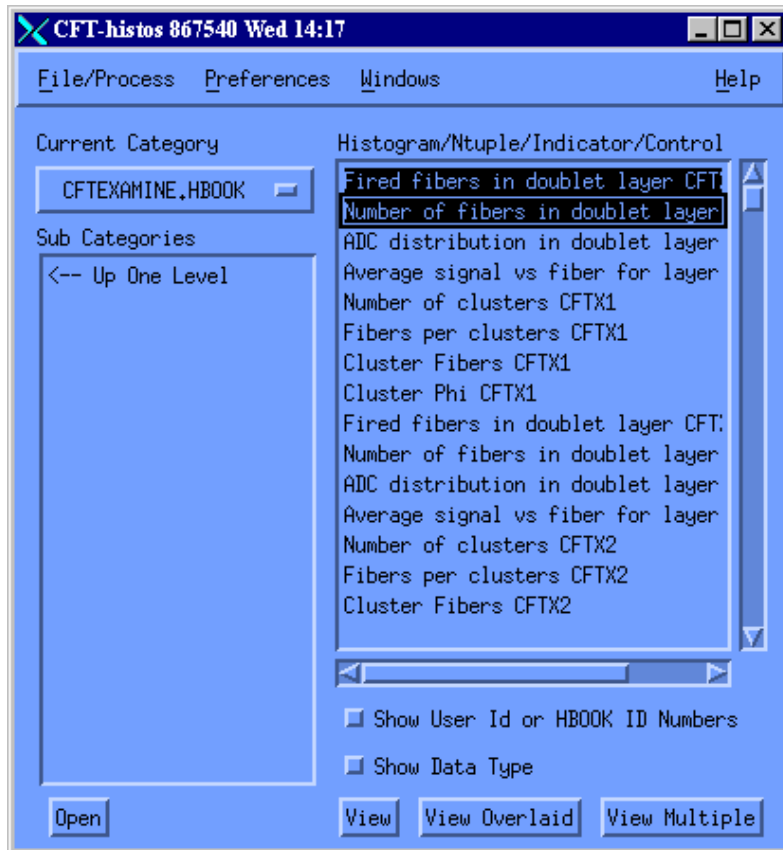 CFT-histos 867540 Wed 14:17
File/Process Preferences Windows Help
Current Category
CFTEXAMINE.HBOOK
Sub Categories
<-- Up One Level
Open
Histogram/Ntuple/Indicator/Control
Fired fibers in doublet layer CFT
Number of fibers in doublet layer
ADC distribution in doublet layer
Average signal vs fiber for layer
Number of clusters CFTX1
Fibers per clusters CFTX1
Cluster Fibers CFTX1
Cluster Phi CFTX1
Fired fibers in doublet layer CFT
Number of fibers in doublet layer
ADC distribution in doublet layer
Average signal vs fiber for layer
Number of clusters CFTX2
Fibers per clusters CFTX2
Cluster Fibers CFTX2
Show User Id or HBOOK ID Numbers
Show Data Type
View View Overlaid View Multiple